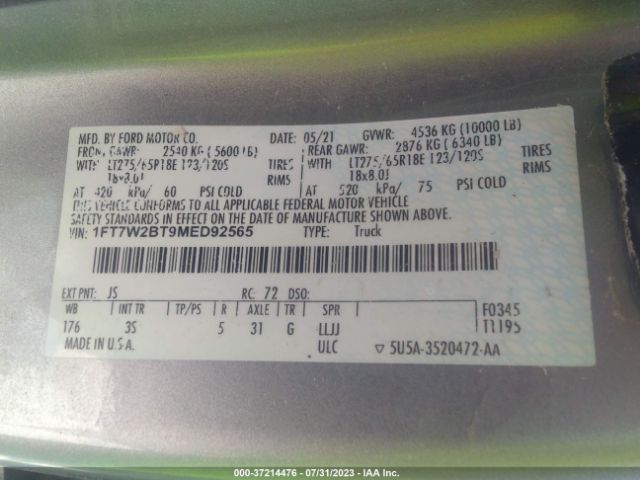 MFD. BY FORD MOTOR CO. DATE: 05/21 GVWR: 4536 KG (10000 LB)
FRONT GAWR: 2540 KG (5600 LB) REAR GAWR: 2876 KG (6340 LB)
WITH LT275/65R18E 123/120S TIRES WITH LT275/65R18E 123/120S TIRES
18x8.0J RIMS 18x8.0J RIMS
AT 420 kPa/ 60 PSI COLD AT 520 kPa/ 75 PSI COLD
THIS VEHICLE CONFORMS TO ALL APPLICABLE FEDERAL MOTOR VEHICLE
SAFETY STANDARDS IN EFFECT ON THE DATE OF MANUFACTURE SHOWN ABOVE.
VIN: 1FT7W2BT9MED92565 TYPE: Truck
EXT PNT: JS RC: 72 DSO:
WB INT TR TP/PS R AXLE TR SPR F0345
176 3S 5 31 G LLJJ T1195
MADE IN U.S.A. ULC ▽ 5U5A-3520472-AA
000-37214476 - 07/31/2023 - IAA Inc.